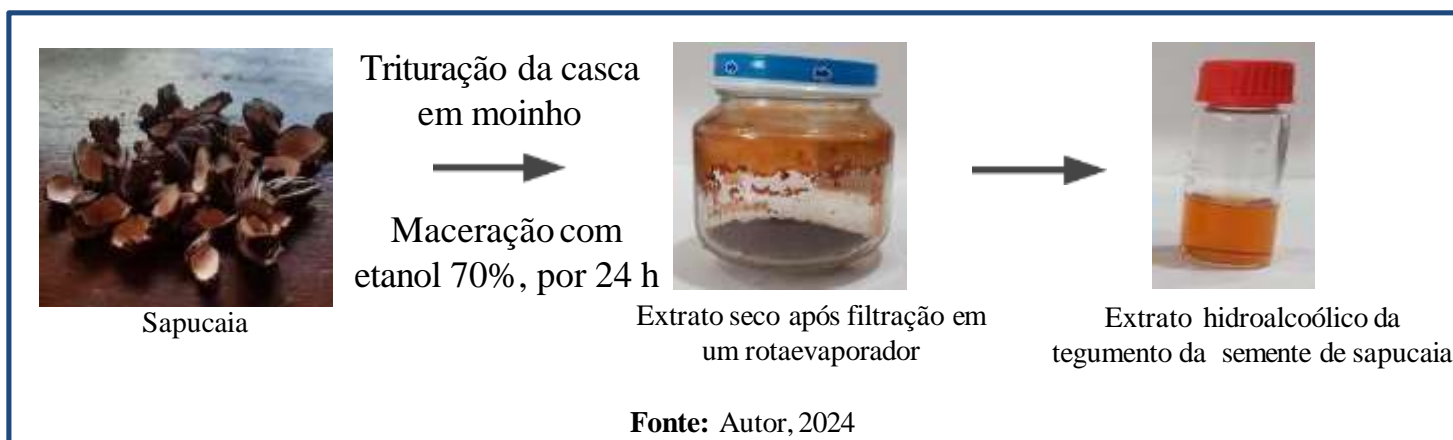 Trituração da casca
em moinho
Maceração com
etanol 70%, por 24 h
Sapucaia
Extrato seco após filtração em
um rotaevaporador
Extrato hidroalcoólico da
tegumento da semente de sapucaia
Fonte: Autor, 2024